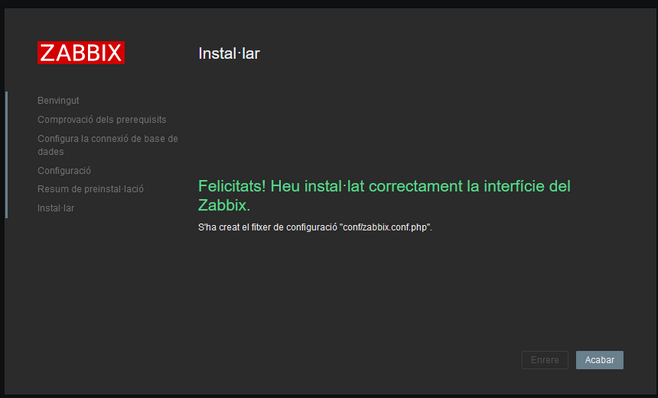 ZABBIX
Instal·lar
Benvingut
Comprovació dels prerequisits
Configura la connexió de base de
dades
Configuració
Resum de preinstal·lació
Instal·lar
Felicitats! Heu instal·lat correctament la interfície del
Zabbix.
S'ha creat el fitxer de configuració "conf/zabbix.conf.php".
Enrere
Acabar